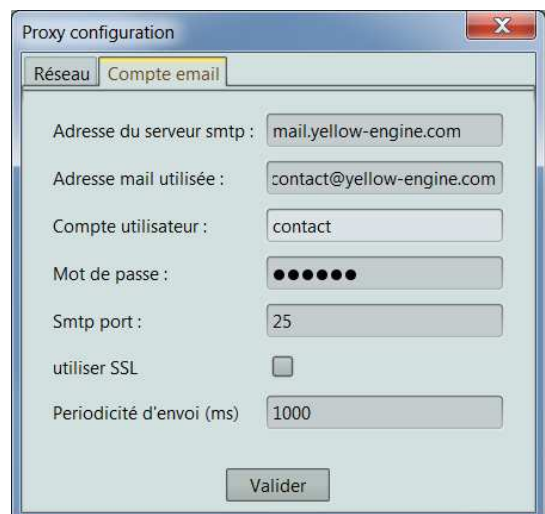 Proxy configuration
Réseau Compte email
Adresse du serveur smtp : mail.yellow-engine.com
Adresse mail utilisée : contact@yellow-engine.com
Compte utilisateur : contact
Mot de passe : ●●●●●●
Smtp port : 25
utiliser SSL
Periodicité d'envoi (ms) 1000
Valider